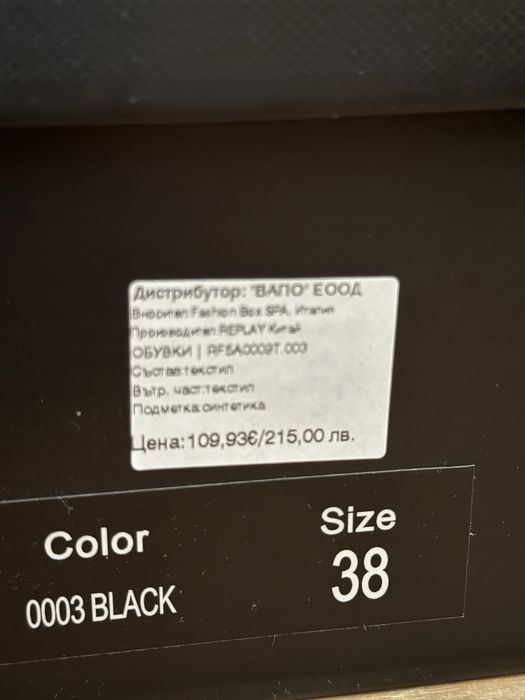 Дистрибутор: "ВАПО" ЕООД
Вносител:Fashion Box SPA, Италия
Производител:REPLAY Китай
ОБУВКИ | RF5A0009T.003
Състав:текстил
Вътр. част:текстил
Подметка:синтетика
Цена:109,93€/215,00 лв.
Color
Size
0003 BLACK
38